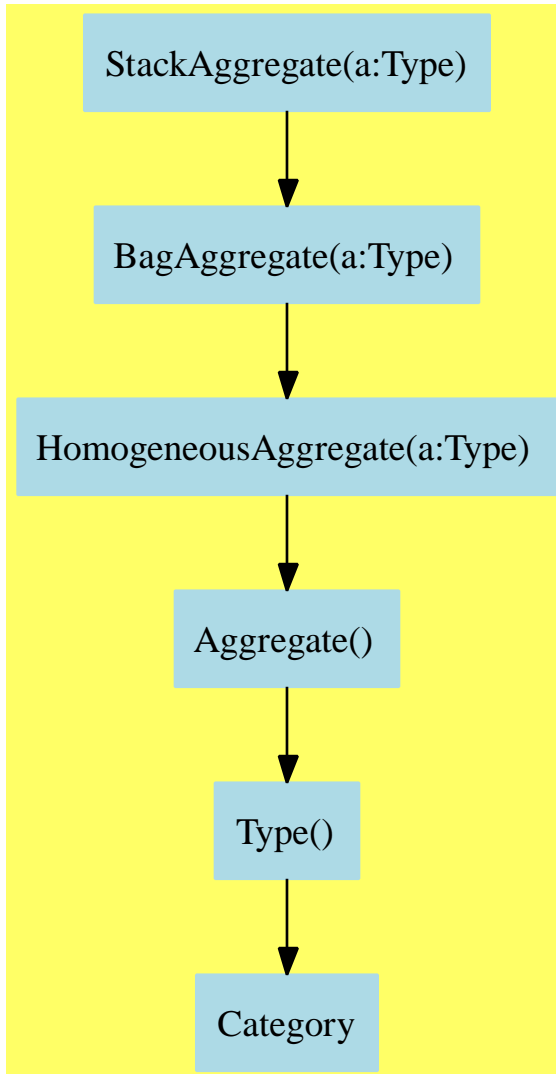 StackAggregate(a:Type)
BagAggregate(a:Type)
HomogeneousAggregate(a:Type)
Aggregate()
Type()
Category